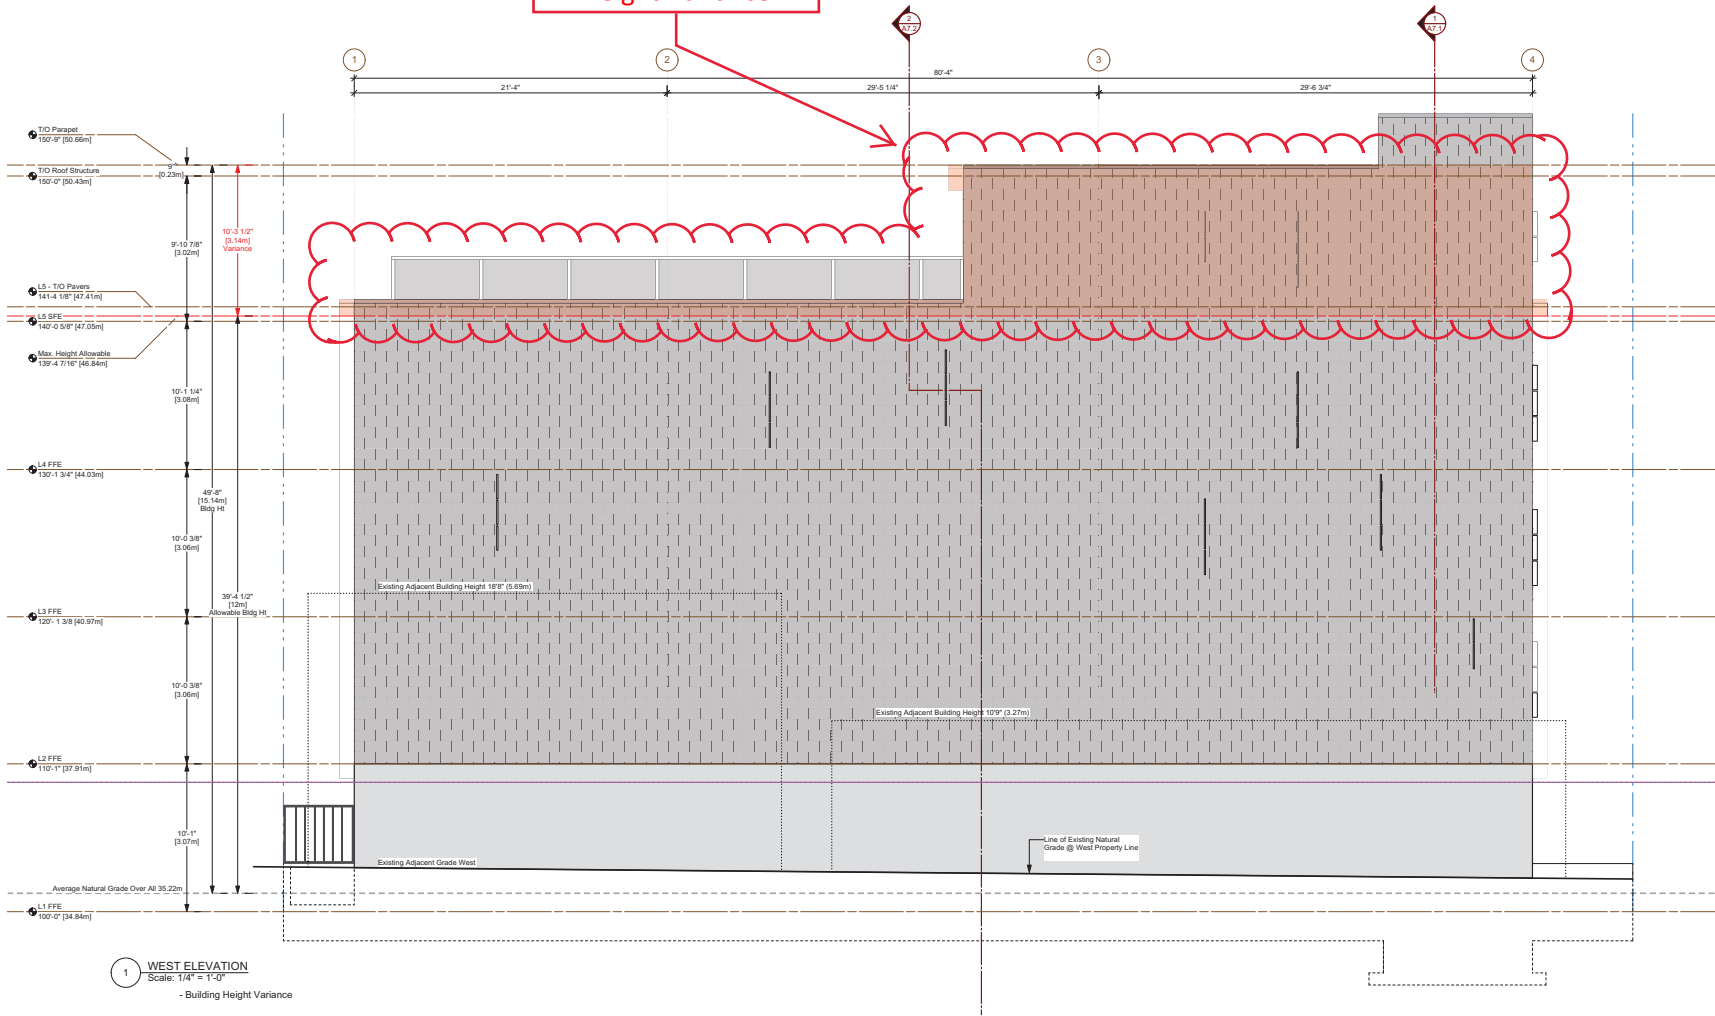 2
A7.2
1
A7.1
1
2
3
4
80'-4"
21'-4"
29'-5 1/4"
29'-6 3/4"
T/O Parapet
150'-9" [50.66m]
9"
[0.23m]
T/O Roof Structure
150'-0" [50.43m]
10'-3 1/2"
[3.14m]
Variance
9'-10 7/8"
[3.02m]
L5 - T/O Pavers
141-4 1/8" [47.41m]
L5 SFE
140'-0 5/8" [47.05m]
Max. Height Allowable
139'-4 7/16" [46.84m]
10'-1 1/4"
[3.08m]
L4 FFE
130'-1 3/4" [44.03m]
49'-8"
[15.14m]
Bldg Ht
10'-0 3/8"
[3.06m]
Existing Adjacent Building Height 18'8" (5.69m)
39'-4 1/2"
[12m]
Allowable Bldg Ht
L3 FFE
120'- 1 3/8 [40.97m]
10'-0 3/8"
[3.06m]
Existing Adjacent Building Height 10'9" (3.27m)
L2 FFE
110'-1" [37.91m]
10'-1"
[3.07m]
Line of Existing Natural
Grade @ West Property Line
Existing Adjacent Grade West
Average Natural Grade Over All 35.22m
L1 FFE
100'-0" [34.84m]
1
WEST ELEVATION
Scale: 1/4" = 1'-0"
- Building Height Variance